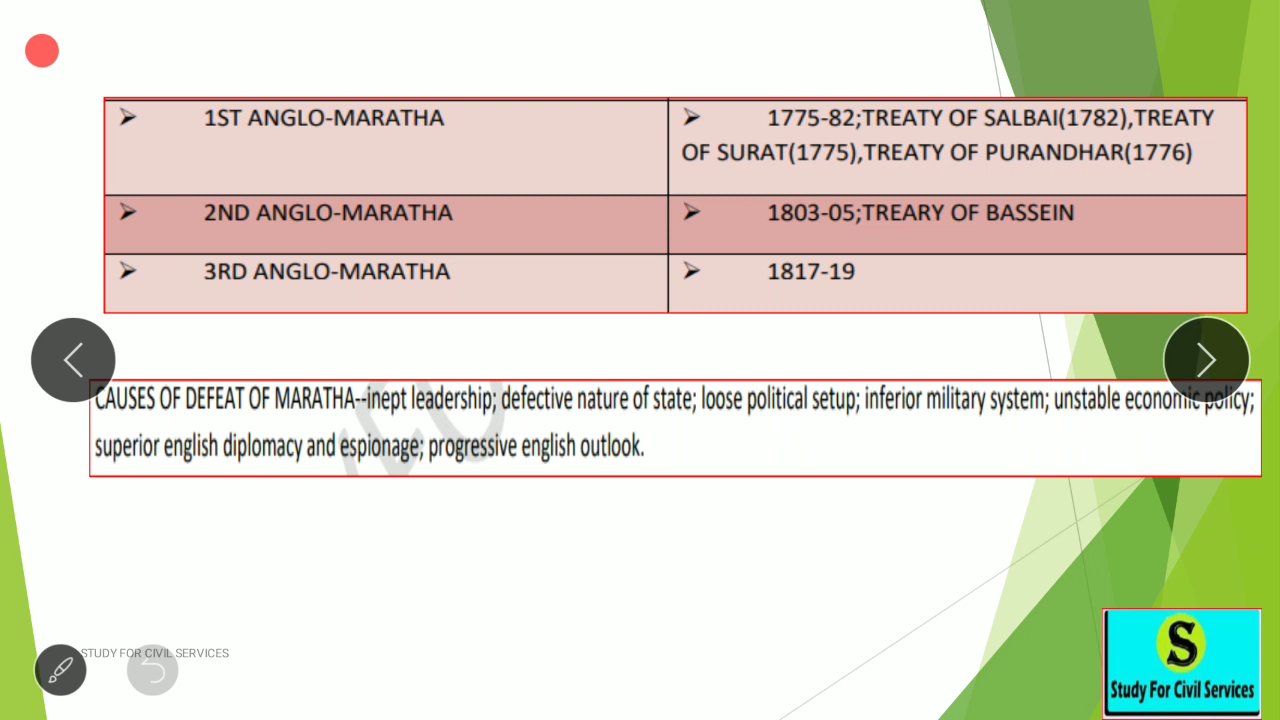 1ST ANGLO-MARATHA
1775-82;TREATY OF SALBAI(1782),TREATY
OF SURAT(1775),TREATY OF PURANDHAR(1776)
2ND ANGLO-MARATHA
1803-05;TREARY OF BASSEIN
3RD ANGLO-MARATHA
1817-19
CAUSES OF DEFEAT OF MARATHA--inept leadership; defective nature of state; loose political setup; inferior military system; unstable economic policy;
superior english diplomacy and espionage; progressive english outlook.
STUDY FOR CIVIL SERVICES
S
Study For Civil Services